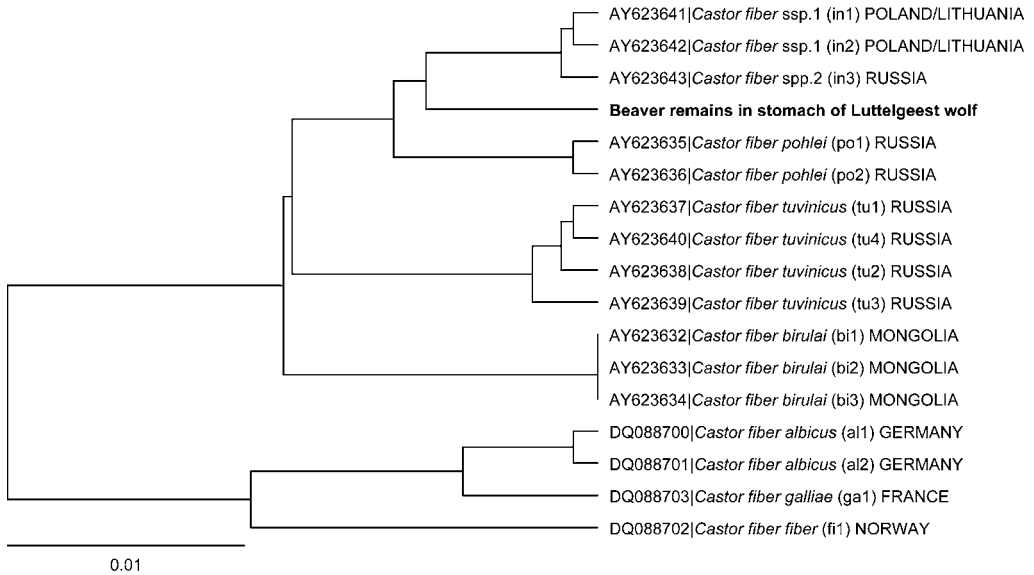 AY623641|Castor fiber ssp.1 (in1) POLAND/LITHUANIA
AY623642|Castor fiber ssp.1 (in2) POLAND/LITHUANIA
AY623643|Castor fiber spp.2 (in3) RUSSIA
Beaver remains in stomach of Luttelgeest wolf
AY623635|Castor fiber pohlei (po1) RUSSIA
AY623636|Castor fiber pohlei (po2) RUSSIA
AY623637|Castor fiber tuvinicus (tu1) RUSSIA
AY623640|Castor fiber tuvinicus (tu4) RUSSIA
AY623638|Castor fiber tuvinicus (tu2) RUSSIA
AY623639|Castor fiber tuvinicus (tu3) RUSSIA
AY623632|Castor fiber birulai (bi1) MONGOLIA
AY623633|Castor fiber birulai (bi2) MONGOLIA
AY623634|Castor fiber birulai (bi3) MONGOLIA
DQ088700|Castor fiber albicus (al1) GERMANY
DQ088701|Castor fiber albicus (al2) GERMANY
DQ088703|Castor fiber galliae (ga1) FRANCE
DQ088702|Castor fiber fiber (fi1) NORWAY
0.01